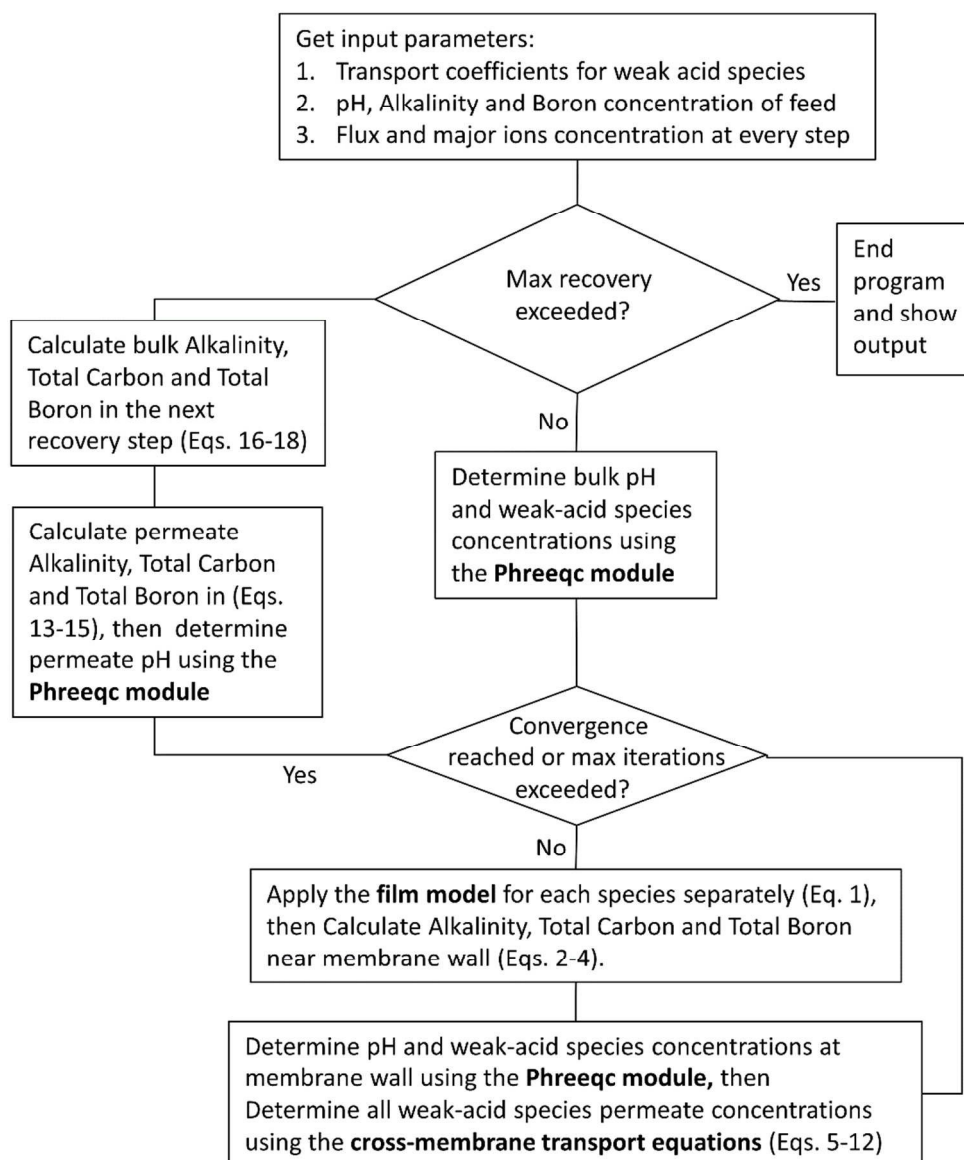 Get input parameters:
1. Transport coefficients for weak acid species
2. pH, Alkalinity and Boron concentration of feed
3. Flux and major ions concentration at every step
Max recovery
exceeded?
Yes
End
program
and show
output
No
Calculate bulk Alkalinity,
Total Carbon and Total
Boron in the next
recovery step (Eqs. 16-18)
Determine bulk pH
and weak-acid species
concentrations using
the Phreeqc module
Calculate permeate
Alkalinity, Total Carbon
and Total Boron in (Eqs.
13-15), then determine
permeate pH using the
Phreeqc module
Convergence
reached or max iterations
exceeded?
Yes
No
Apply the film model for each species separately (Eq. 1),
then Calculate Alkalinity, Total Carbon and Total Boron
near membrane wall (Eqs. 2-4).
Determine pH and weak-acid species concentrations at
membrane wall using the Phreeqc module, then
Determine all weak-acid species permeate concentrations
using the cross-membrane transport equations (Eqs. 5-12)